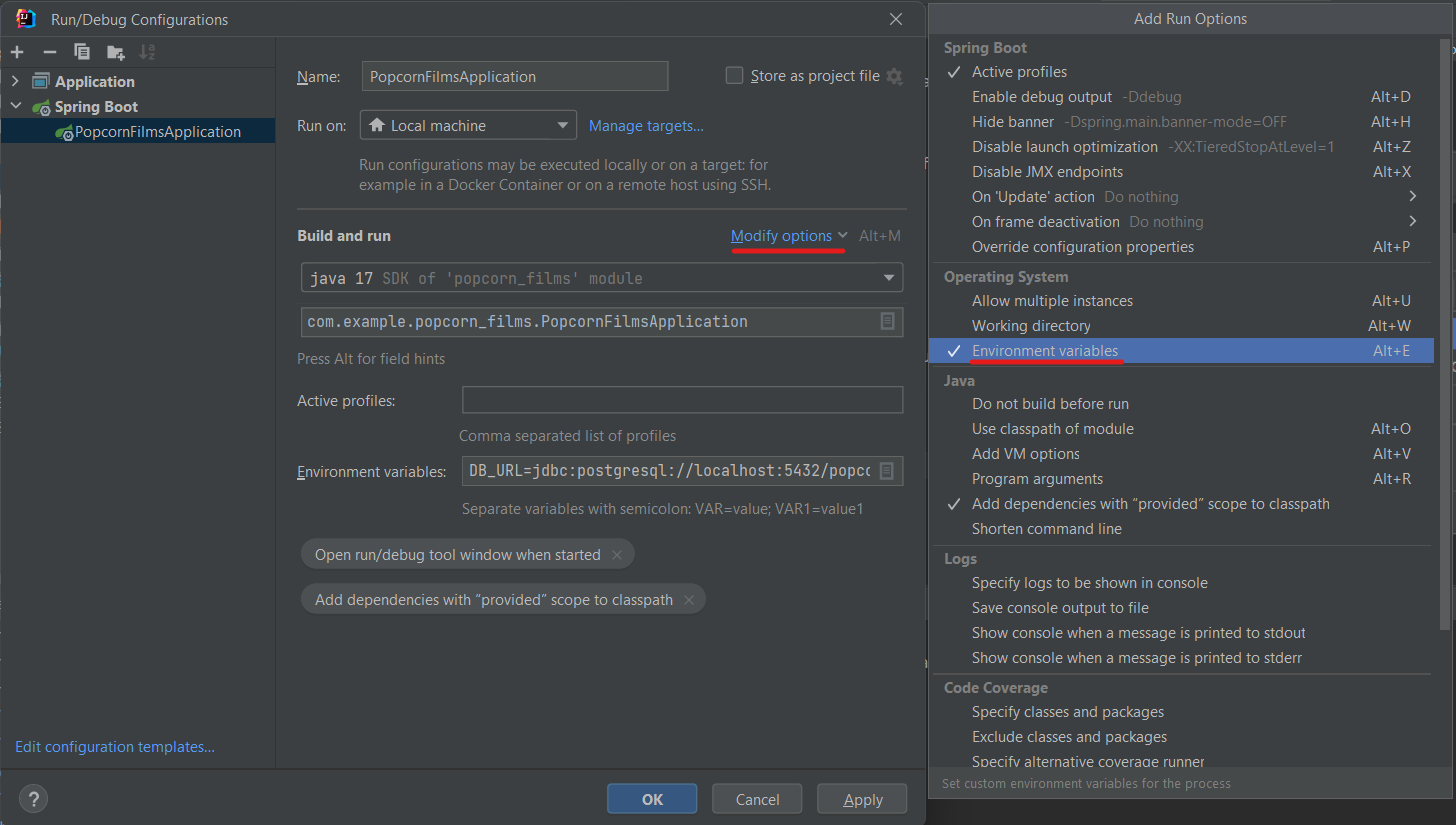 Run/Debug Configurations
Application
Spring Boot
PopcornFilmsApplication
Edit configuration templates...
Name: PopcornFilmsApplication Store as project file
Run on: Local machine Manage targets...
Run configurations may be executed locally or on a target: for
example in a Docker Container or on a remote host using SSH.
Build and run Modify options Alt+M
java 17 SDK of 'popcorn_films' module
com.example.popcorn_films.PopcornFilmsApplication
Press Alt for field hints
Active profiles:
Comma separated list of profiles
Environment variables: DB_URL=jdbc:postgresql://localhost:5432/popcc
Separate variables with semicolon: VAR=value; VAR1=value1
Open run/debug tool window when started
Add dependencies with “provided” scope to classpath
? OK Cancel Apply
Add Run Options
Spring Boot
Active profiles
Enable debug output -Ddebug Alt+D
Hide banner -Dspring.main.banner-mode=OFF Alt+H
Disable launch optimization -XX:TieredStopAtLevel=1 Alt+Z
Disable JMX endpoints Alt+X
On 'Update' action Do nothing
On frame deactivation Do nothing
Override configuration properties Alt+P
Operating System
Allow multiple instances Alt+U
Working directory Alt+W
Environment variables Alt+E
Java
Do not build before run
Use classpath of module Alt+O
Add VM options Alt+V
Program arguments Alt+R
Add dependencies with “provided” scope to classpath
Shorten command line
Logs
Specify logs to be shown in console
Save console output to file
Show console when a message is printed to stdout
Show console when a message is printed to stderr
Code Coverage
Specify classes and packages
Exclude classes and packages
Specify alternative coverage runner
Set custom environment variables for the process